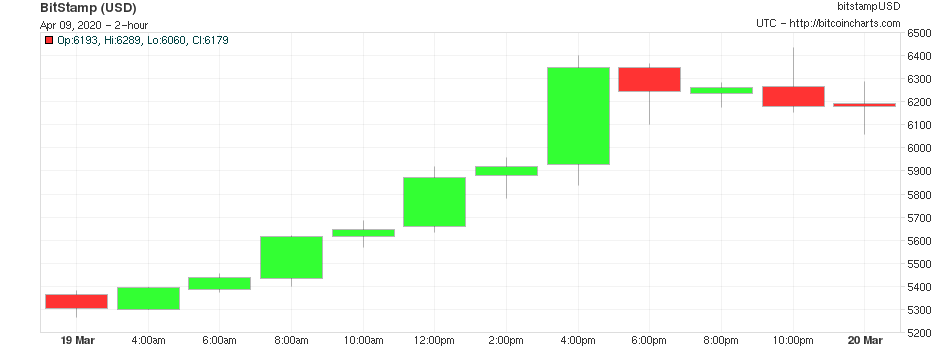 BitStamp (USD)
bitstampUSD
Apr 09, 2020 - 2-hour
UTC - http://bitcoincharts.com
Op:6193, Hi:6289, Lo:6060, Cl:6179
6500
6400
6300
6200
6100
6000
5900
5800
5700
5600
5500
5400
5300
5200
19 Mar 4:00am 6:00am 8:00am 10:00am 12:00pm 2:00pm 4:00pm 6:00pm 8:00pm 10:00pm 20 Mar